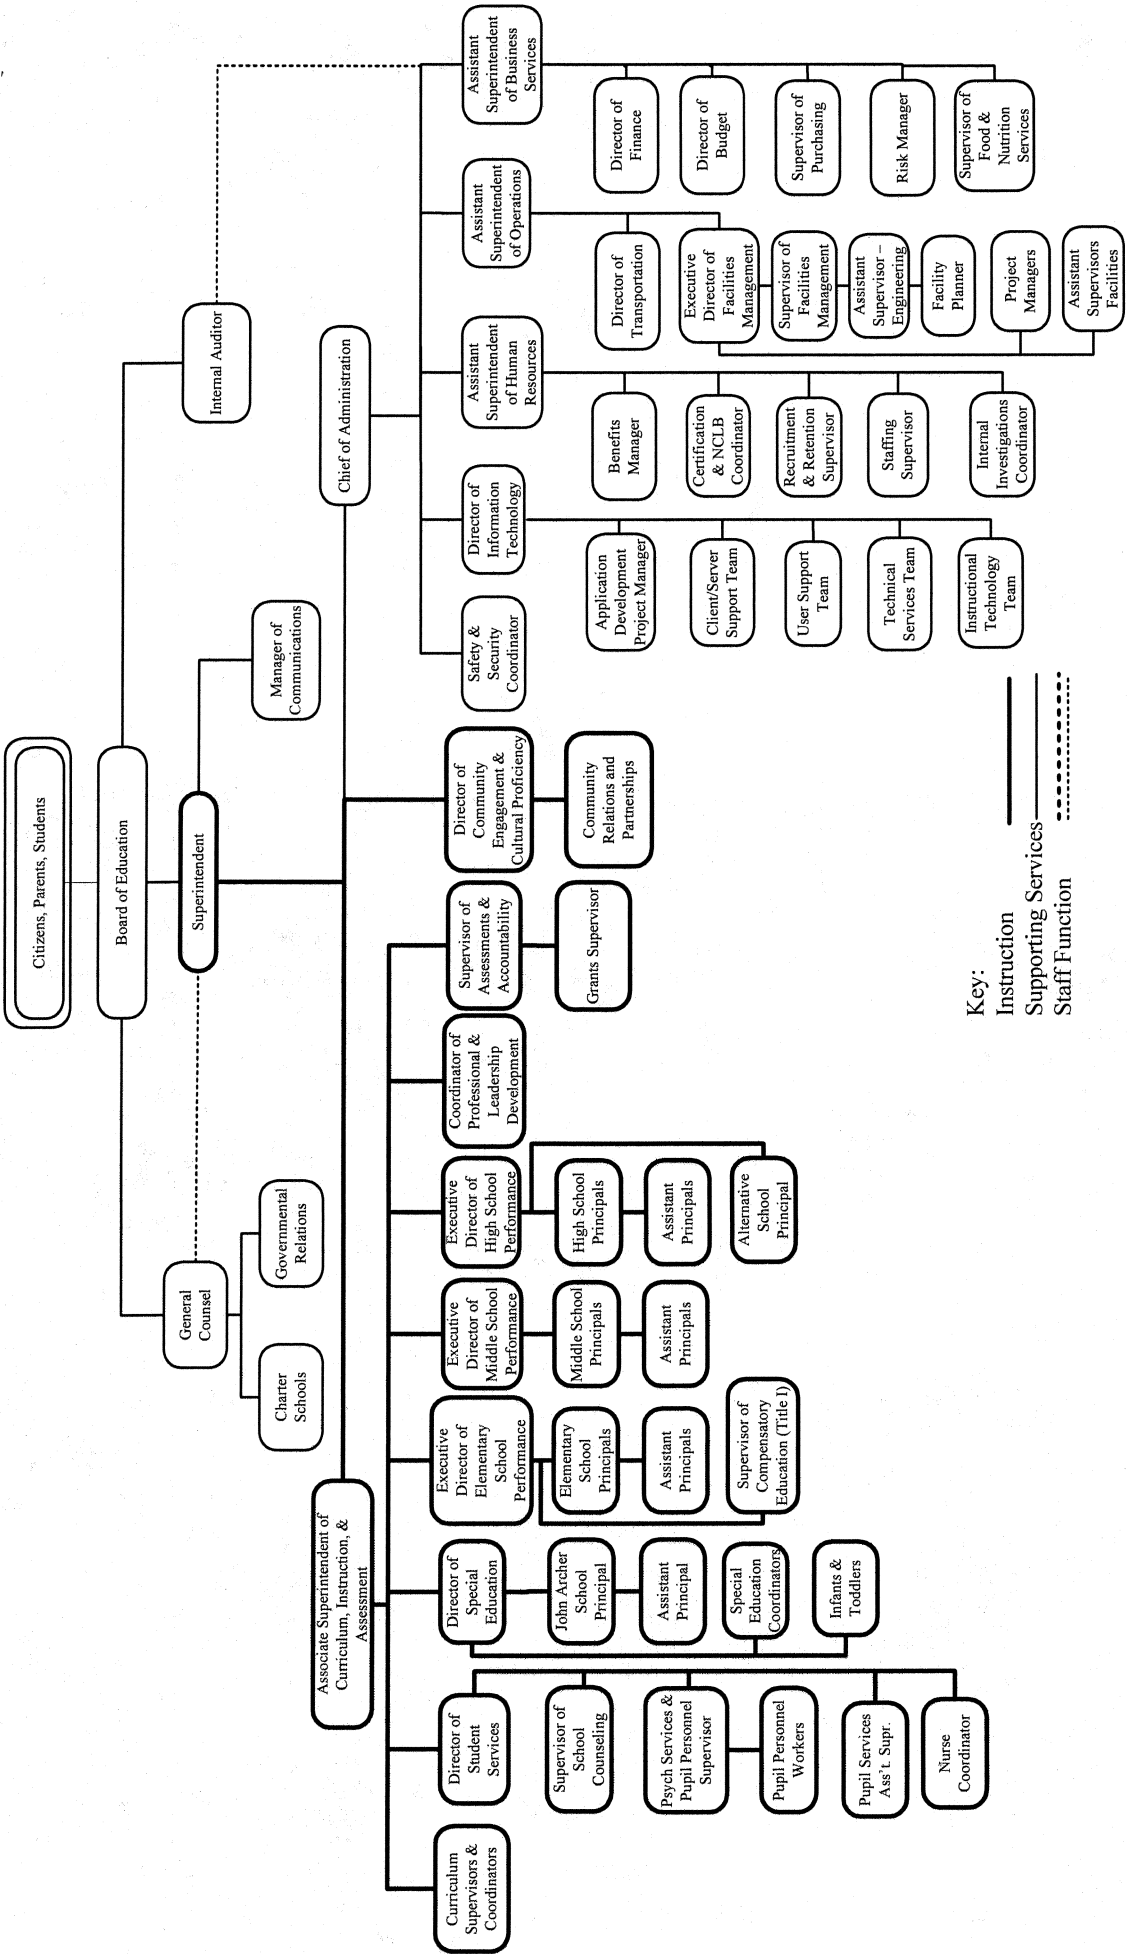 Citizens, Parents, Students
Board of Education
Superintendent
General
Counsel
Internal Auditor
Charter
Schools
Governmental
Relations
Manager of
Communications
Associate Superintendent of
Curriculum, Instruction, &
Assessment
Chief of Administration
Curriculum
Supervisors &
Coordinators
Director of
Student
Services
Supervisor of
School
Counseling
Psych Services &
Pupil Personnel
Supervisor
Pupil Personnel
Workers
Pupil Services
Ass't. Supr.
Nurse
Coordinator
Director of
Special
Education
John Archer
School
Principal
Assistant
Principal
Special
Education
Coordinators
Infants &
Toddlers
Executive
Director of
Elementary
School
Performance
Elementary
School
Principals
Assistant
Principals
Supervisor of
Compensatory
Education (Title I)
Executive
Director of
Middle School
Performance
Middle School
Principals
Assistant
Principals
Executive
Director of
High School
Performance
High School
Principals
Assistant
Principals
Alternative
School
Principal
Coordinator of
Professional &
Leadership
Development
Supervisor of
Assessments &
Accountability
Grants Supervisor
Director of
Community
Engagement &
Cultural Proficiency
Community
Relations and
Partnerships
Safety &
Security
Coordinator
Director of
Information
Technology
Application
Development
Project Manager
Client/Server
Support Team
User Support
Team
Technical
Services Team
Instructional
Technology
Team
Assistant
Superintendent
of Human
Resources
Benefits
Manager
Certification
& NCLB
Coordinator
Recruitment
& Retention
Supervisor
Staffing
Supervisor
Internal
Investigations
Coordinator
Assistant
Superintendent
of Operations
Director of
Transportation
Executive
Director of
Facilities
Management
Supervisor of
Facilities
Management
Assistant
Supervisor –
Engineering
Facility
Planner
Project
Managers
Assistant
Supervisors
Facilities
Assistant
Superintendent
of Business
Services
Director of
Finance
Director of
Budget
Supervisor of
Purchasing
Risk Manager
Supervisor of
Food &
Nutrition
Services
Key:
Instruction
Supporting Services
Staff Function